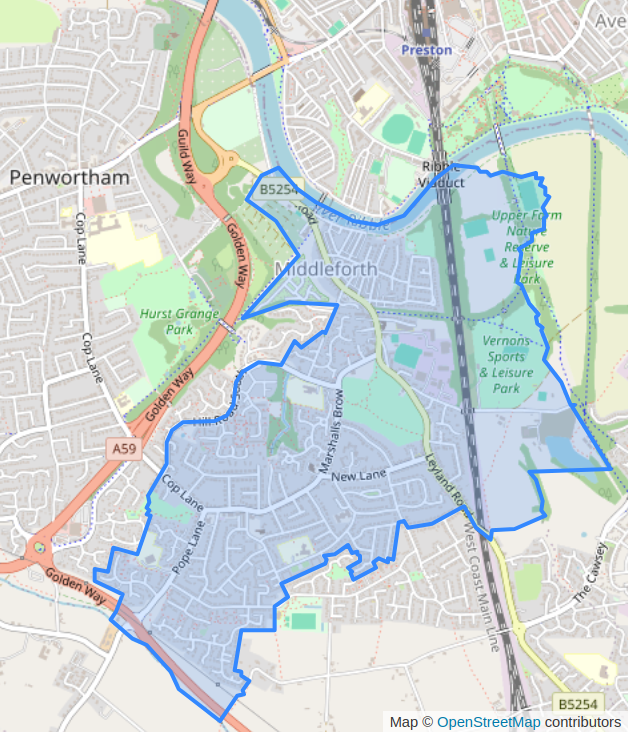 Ave
Preston
Guild Way
Ribble
Viaduct
Penwortham
B5254
road
River Ribble
Cop Lane
Golden Way
Upper Farm
Nature
Reserve
& Leisure
Park
Middleforth
Hurst Grange
Park
Cop Lane
Vernons
Sports
& Leisure
Park
Golden Way
Hill Road South
Marshalls Brow
A59
Cop Lane
New Lane
Leyland Road
Pope Lane
West Coast Main Line
Golden Way
The Cawsey
B5254
Map © OpenStreetMap contributors